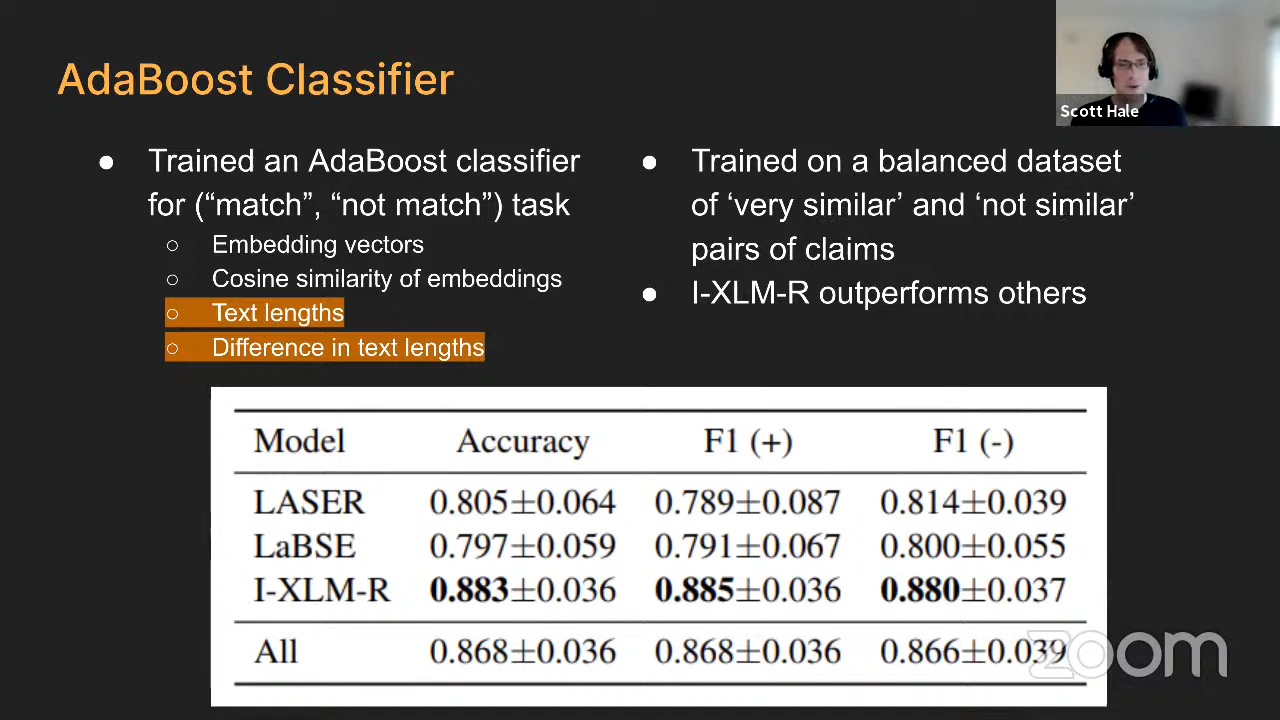 AdaBoost Classifier
Scott Hale
● Trained an AdaBoost classifier
for (“match”, “not match”) task
○ Embedding vectors
○ Cosine similarity of embeddings
○ Text lengths
○ Difference in text lengths
● Trained on a balanced dataset
of ‘very similar’ and ‘not similar’
pairs of claims
● I-XLM-R outperforms others
Model Accuracy F1 (+) F1 (-)
LASER 0.805±0.064 0.789±0.087 0.814±0.039
LaBSE 0.797±0.059 0.791±0.067 0.800±0.055
I-XLM-R 0.883±0.036 0.885±0.036 0.880±0.037
All 0.868±0.036 0.868±0.036 0.866±0.039
zoom